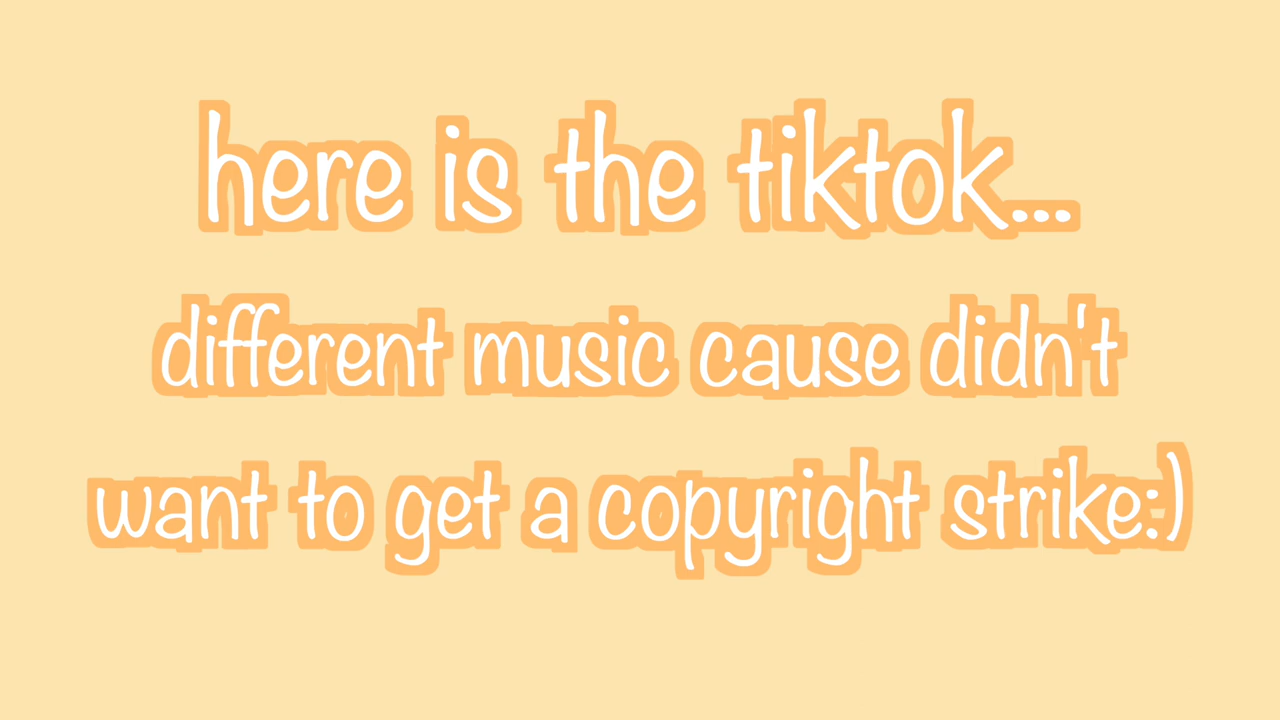 here is the tiktok...
different music cause didn't
want to get a copyright strike:)